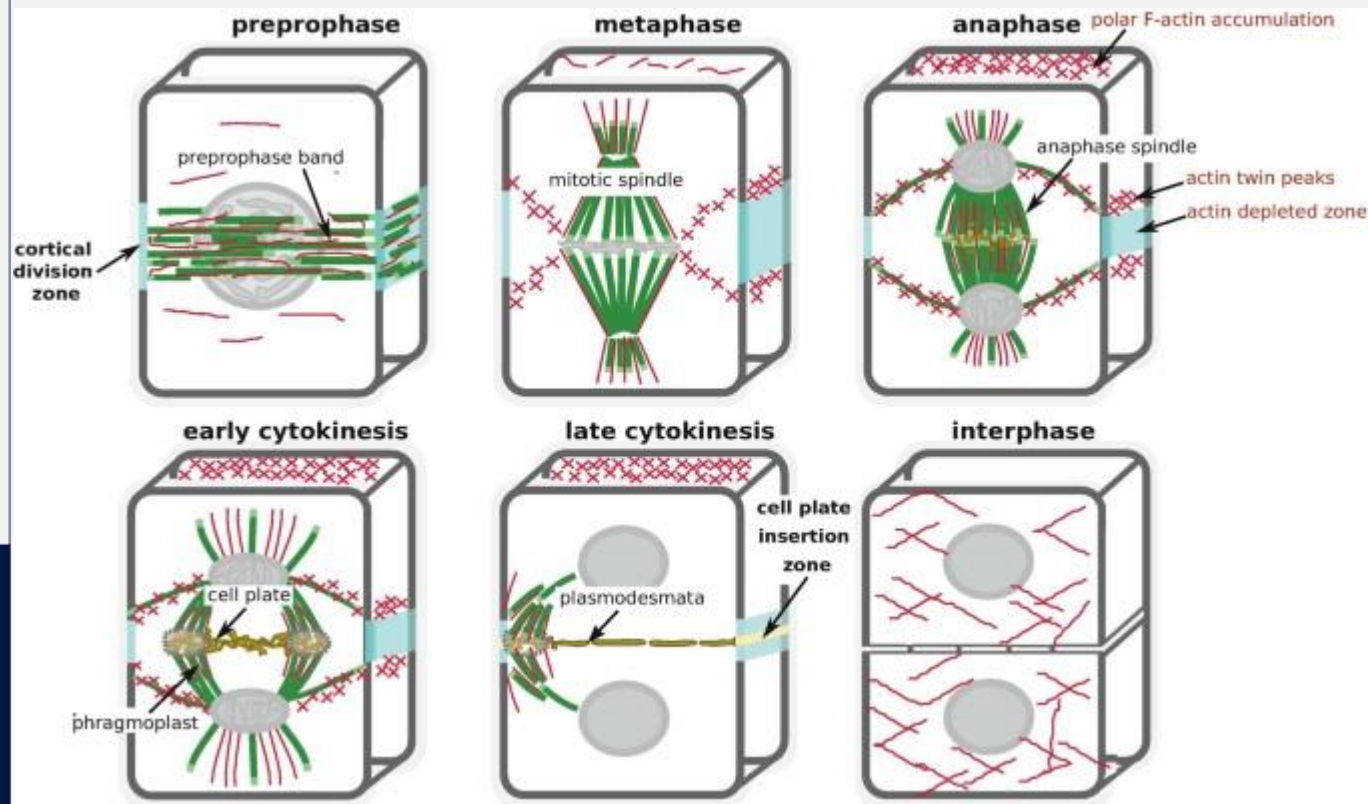 preprophase
metaphase
anaphase
polar F-actin accumulation
preprophase band
mitotic spindle
anaphase spindle
actin twin peaks
actin depleted zone
cortical
division
zone
early cytokinesis
late cytokinesis
interphase
cell plate
insertion
zone
cell plate
plasmodesmata
phragmoplast